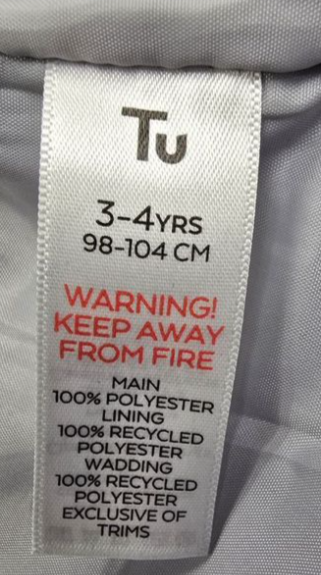 Tu
3-4YRS
98-104 CM
WARNING!
KEEP AWAY
FROM FIRE
MAIN
100% POLYESTER
LINING
100% RECYCLED
POLYESTER
WADDING
100% RECYCLED
POLYESTER
EXCLUSIVE OF
TRIMS